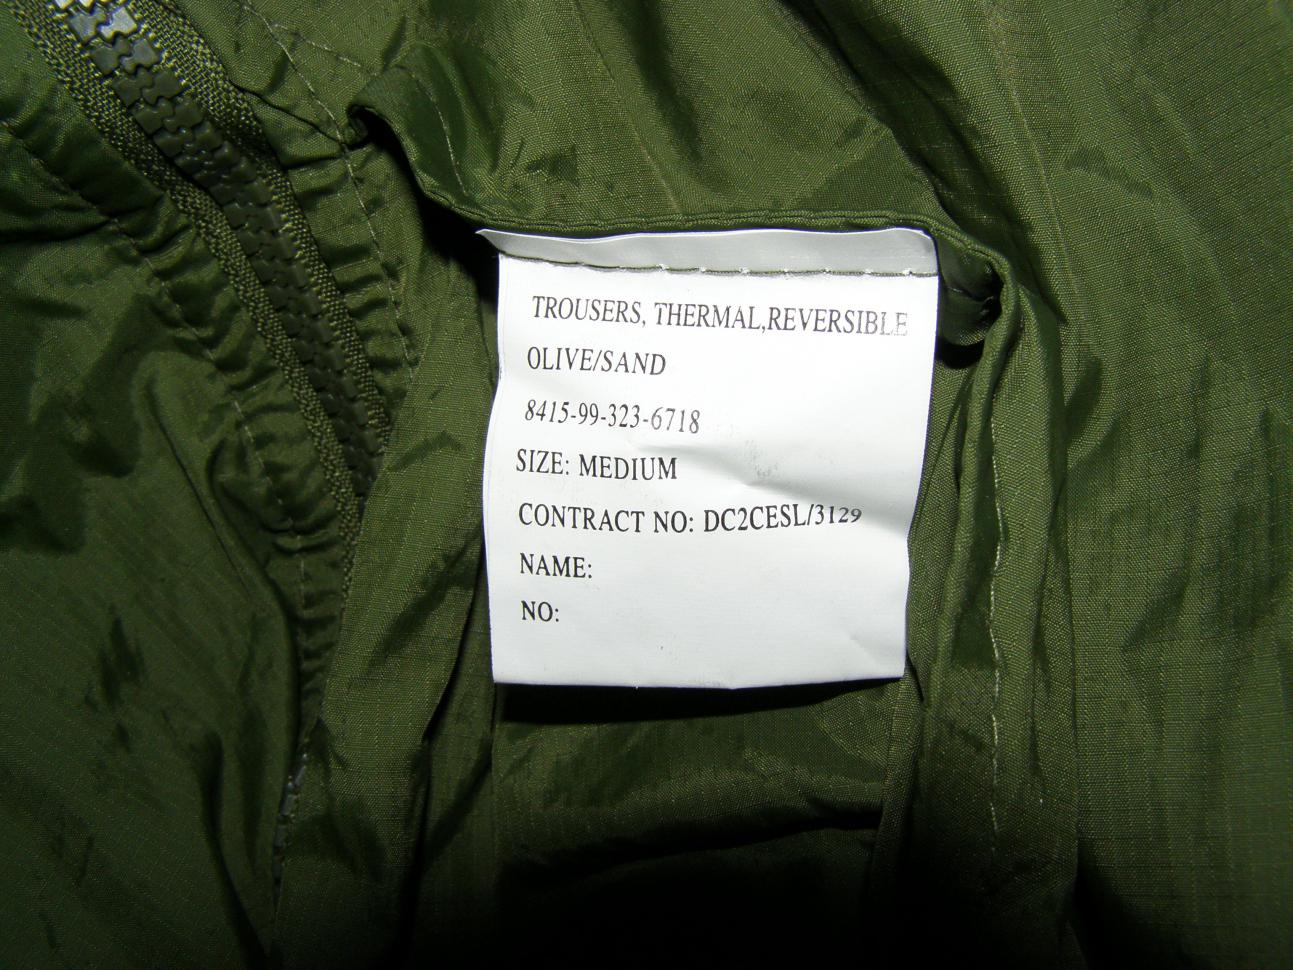 TROUSERS, THERMAL,REVERSIBLE
OLIVE/SAND
8415-99-323-6718
SIZE: MEDIUM
CONTRACT NO: DC2CESL/3129
NAME:
NO: